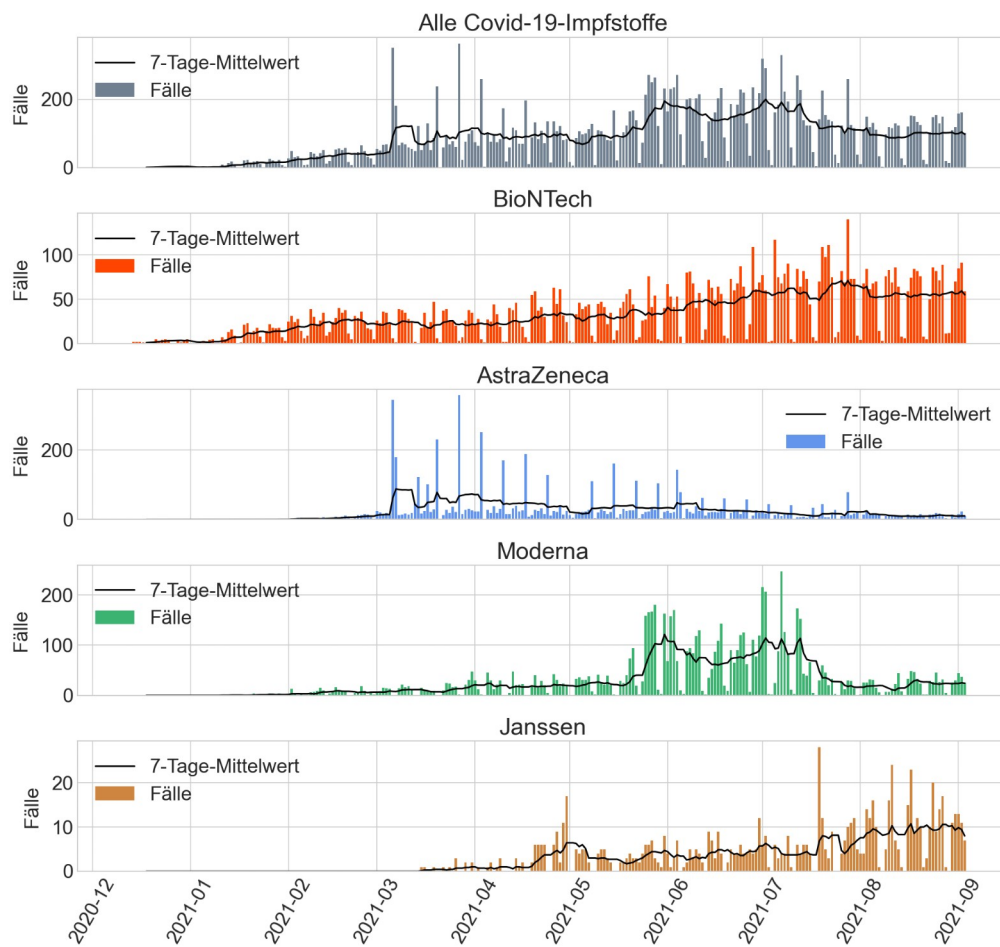 Alle Covid-19-Impfstoffe
7-Tage-Mittelwert
Fälle
Fälle
200
0
BioNTech
7-Tage-Mittelwert
Fälle
Fälle
100
50
0
AstraZeneca
7-Tage-Mittelwert
Fälle
Fälle
200
0
Moderna
7-Tage-Mittelwert
Fälle
Fälle
200
100
0
Janssen
7-Tage-Mittelwert
Fälle
Fälle
20
10
0
2020-12
2021-01
2021-02
2021-03
2021-04
2021-05
2021-06
2021-07
2021-08
2021-09